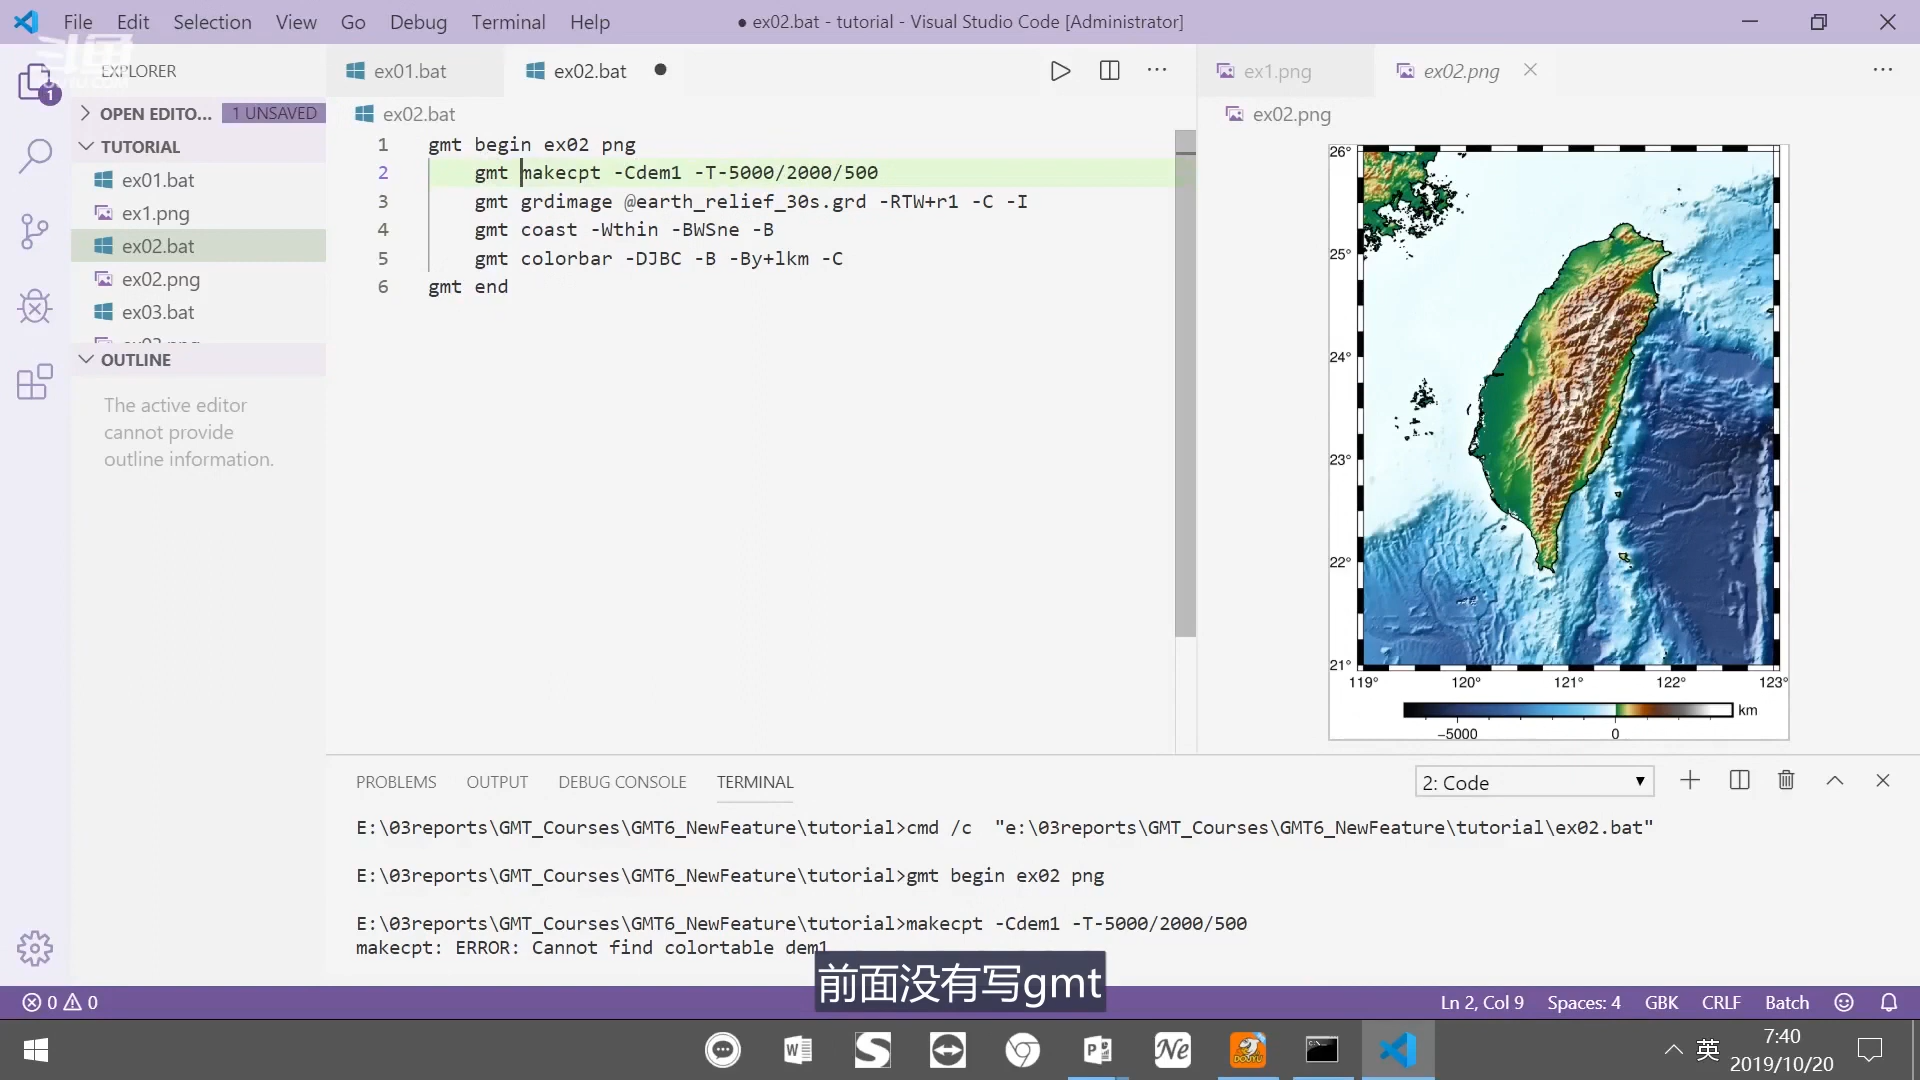 File Edit Selection View Go Debug Terminal Help
● ex02.bat - tutorial - Visual Studio Code [Administrator]
斗鱼
DOUYU.COM
1
EXPLORER
OPEN EDITO... 1 UNSAVED
TUTORIAL
ex01.bat
ex1.png
ex02.bat
ex02.png
ex03.bat
OUTLINE
The active editor
cannot provide
outline information.
ex01.bat
ex02.bat ●
ex02.bat
1 gmt begin ex02 png
2 gmt makecpt -Cdem1 -T-5000/2000/500
3 gmt grdimage @earth_relief_30s.grd -RTW+r1 -C -I
4 gmt coast -Wthin -BWSne -B
5 gmt colorbar -DJBC -B -By+lkm -C
6 gmt end
ex1.png
ex02.png
ex02.png
26°
25°
24°
23°
22°
21°
119° 120° 121° 122° 123°
km
−5000 0
PROBLEMS OUTPUT DEBUG CONSOLE TERMINAL
2: Code
E:\03reports\GMT_Courses\GMT6_NewFeature\tutorial>cmd /c "e:\03reports\GMT_Courses\GMT6_NewFeature\tutorial\ex02.bat"
E:\03reports\GMT_Courses\GMT6_NewFeature\tutorial>gmt begin ex02 png
E:\03reports\GMT_Courses\GMT6_NewFeature\tutorial>makecpt -Cdem1 -T-5000/2000/500
makecpt: ERROR: Cannot find colortable dem1
前面没有写gmt
0 0
Ln 2, Col 9 Spaces: 4 GBK CRLF Batch
英
7:40
2019/10/20